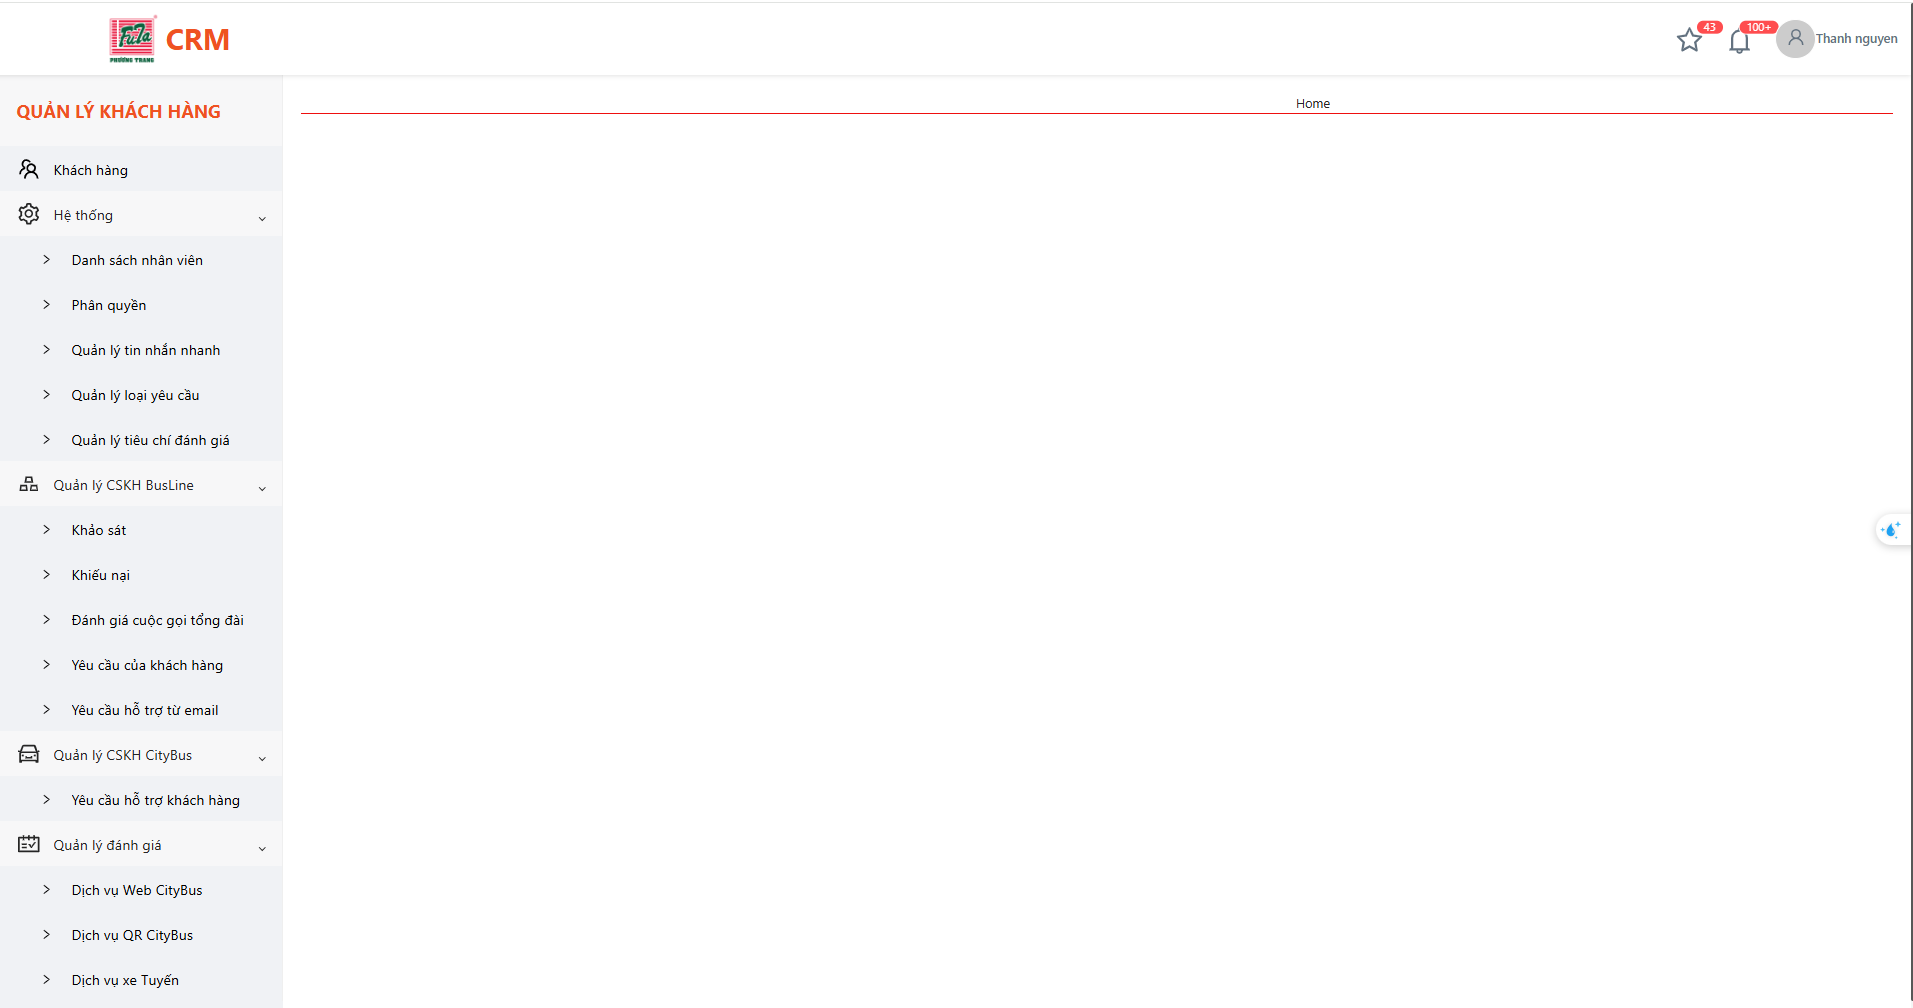 FuTa
PHƯƠNG TRANG
CRM
43
100+
Thanh nguyen
QUẢN LÝ KHÁCH HÀNG
Home
Khách hàng
Hệ thống
Danh sách nhân viên
Phân quyền
Quản lý tin nhắn nhanh
Quản lý loại yêu cầu
Quản lý tiêu chí đánh giá
Quản lý CSKH BusLine
Khảo sát
Khiếu nại
Đánh giá cuộc gọi tổng đài
Yêu cầu của khách hàng
Yêu cầu hỗ trợ từ email
Quản lý CSKH CityBus
Yêu cầu hỗ trợ khách hàng
Quản lý đánh giá
Dịch vụ Web CityBus
Dịch vụ QR CityBus
Dịch vụ xe Tuyến